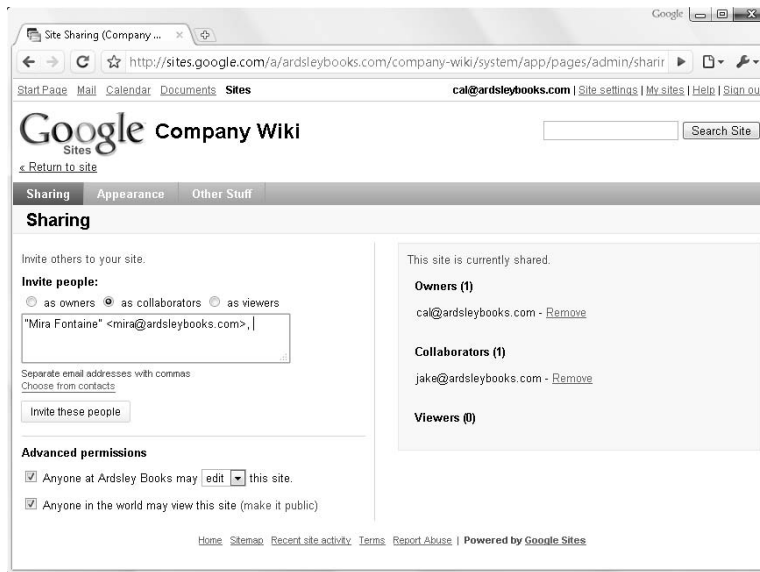 Google
Site Sharing (Company ...
http://sites.google.com/a/ardsleybooks.com/company-wiki/system/app/pages/admin/sharir
Start Page Mail Calendar Documents Sites
cal@ardsleybooks.com | Site settings | My sites | Help | Sign ou
Google Sites Company Wiki
Search Site
« Return to site
Sharing Appearance Other Stuff
Sharing
Invite others to your site.
Invite people:
as owners as collaborators as viewers
"Mira Fontaine" <mira@ardsleybooks.com>,
Separate email addresses with commas
Choose from contacts
Invite these people
Advanced permissions
Anyone at Ardsley Books may edit this site.
Anyone in the world may view this site (make it public)
This site is currently shared.
Owners (1)
cal@ardsleybooks.com - Remove
Collaborators (1)
jake@ardsleybooks.com - Remove
Viewers (0)
Home Sitemap Recent site activity Terms Report Abuse | Powered by Google Sites